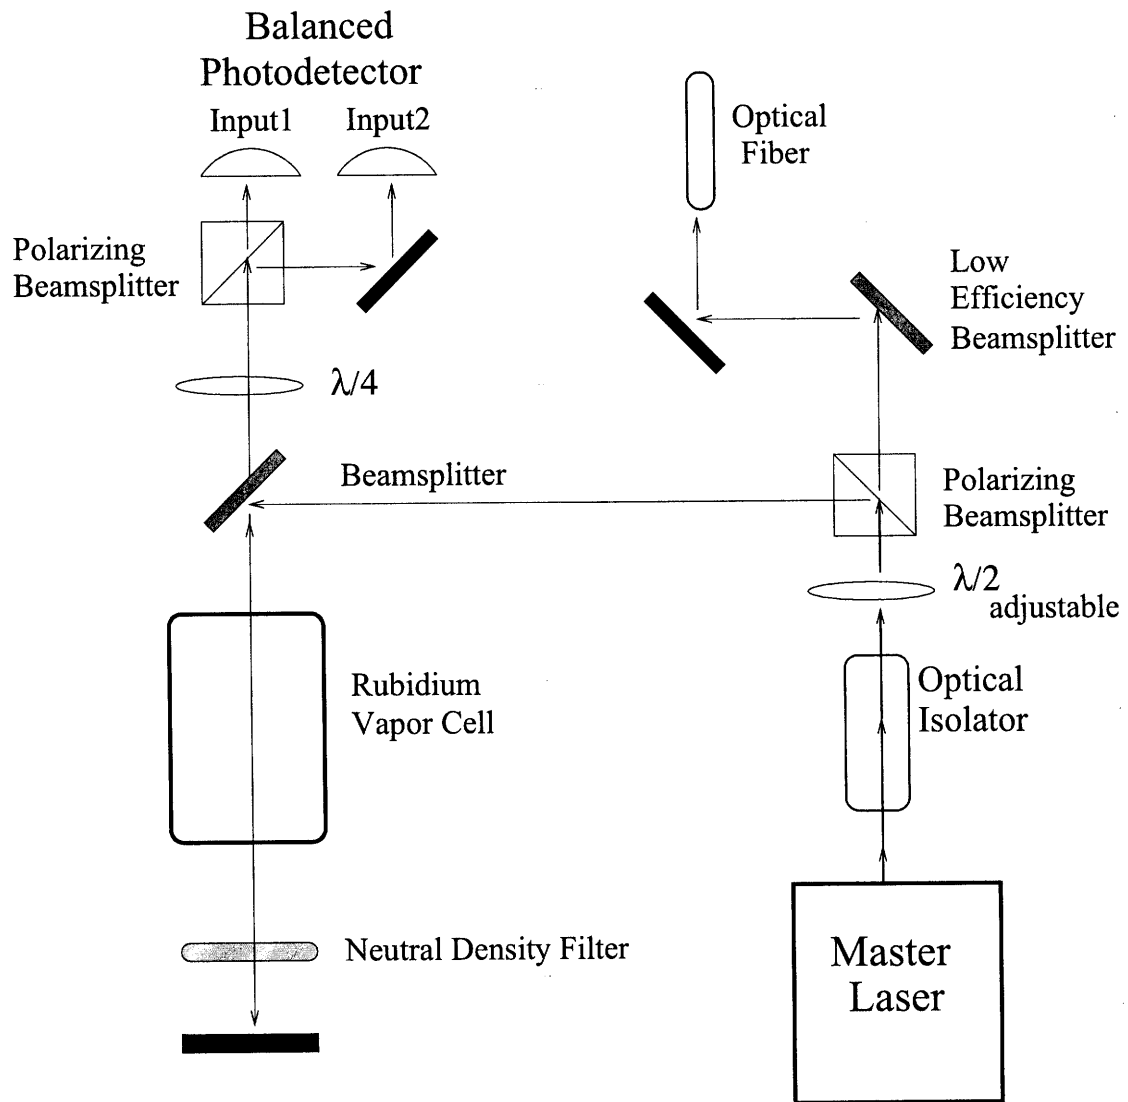 Balanced
Photodetector
Input1
Input2
Optical
Fiber
Polarizing
Beamsplitter
Low
Efficiency
Beamsplitter
λ/4
Beamsplitter
Polarizing
Beamsplitter
λ/2
adjustable
Rubidium
Vapor Cell
Optical
Isolator
Neutral Density Filter
Master
Laser